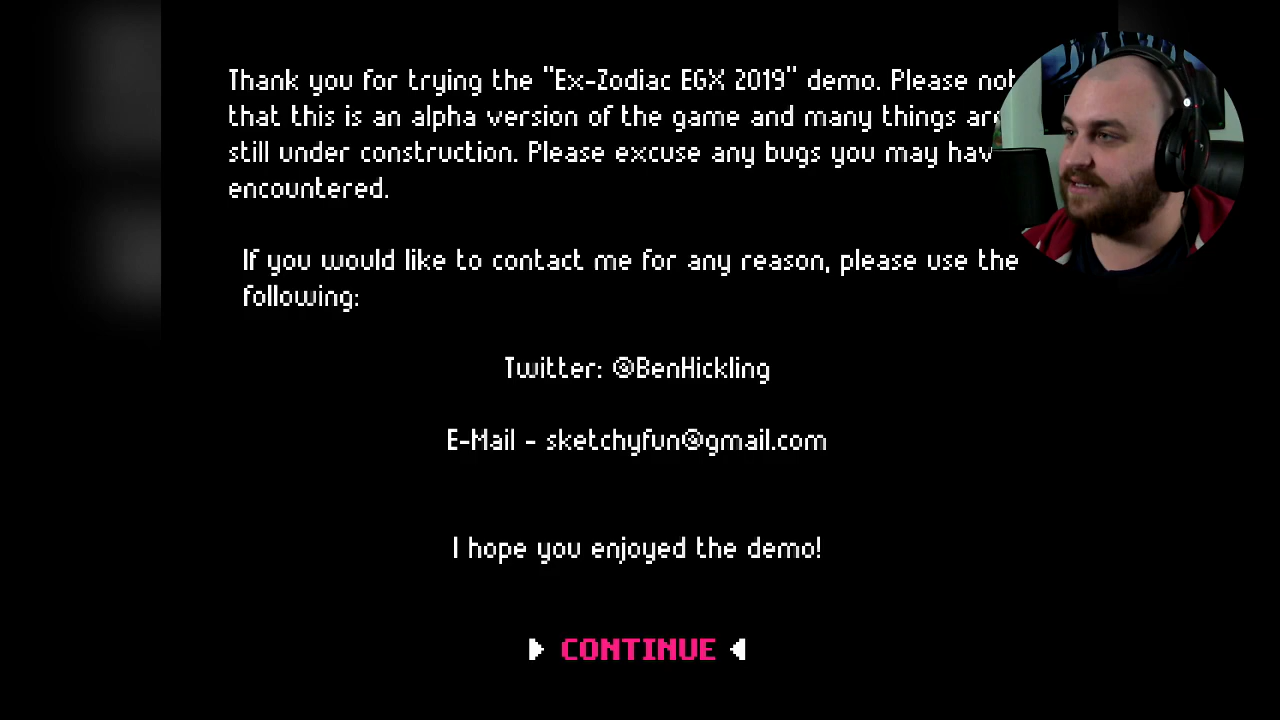 Thank you for trying the "Ex-Zodiac EGX 2019" demo. Please
that this is an alpha version of the game and many things
still under construction. Please excuse any bugs you may
encountered.
If you would like to contact me for any reason, please use the
following:
Twitter: @BenHickling
E-Mail - sketchyfun@gmail.com
I hope you enjoyed the demo!
CONTINUE